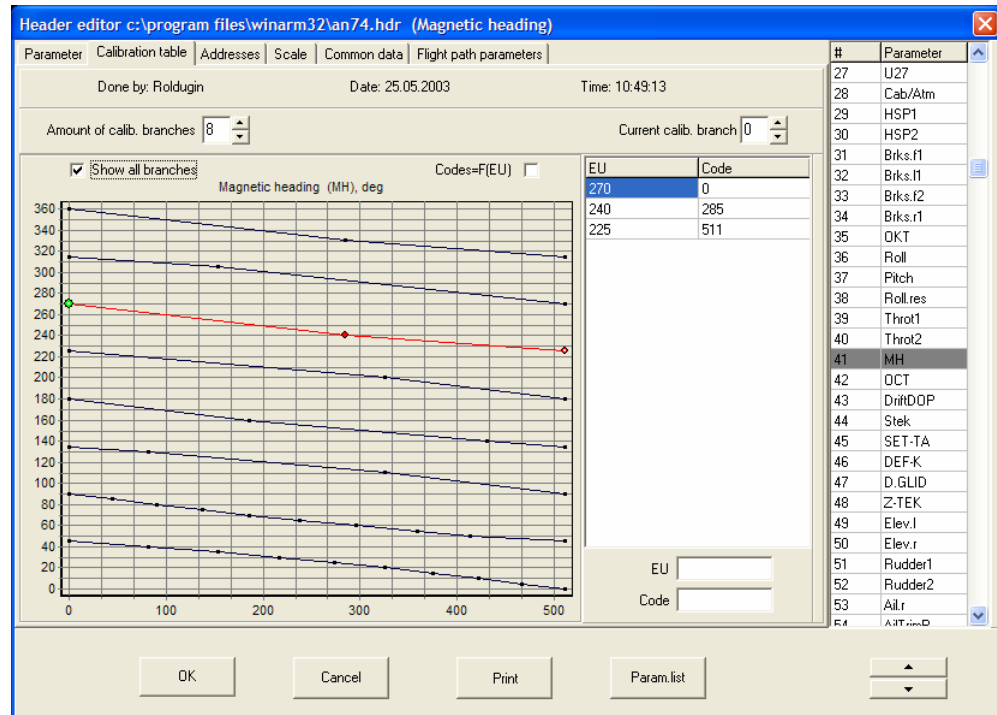 Header editor c:\program files\winarm32\an74.hdr (Magnetic heading)
Parameter Calibration table Addresses Scale Common data Flight path parameters
Done by: Roldugin Date: 25.05.2003 Time: 10:49:13
Amount of calib. branches 8 Current calib. branch 0
Show all branches Codes=F(EU)
Magnetic heading (MH), deg
360
340
320
300
280
260
240
220
200
180
160
140
120
100
80
60
40
20
0
0 100 200 300 400 500
EU Code
270 0
240 285
225 511
EU
Code
# Parameter
27 U27
28 Cab/Atm
29 HSP1
30 HSP2
31 Brks.f1
32 Brks.l1
33 Brks.f2
34 Brks.r1
35 OKT
36 Roll
37 Pitch
38 Roll.res
39 Throt1
40 Throt2
41 MH
42 OCT
43 DriftDOP
44 Stek
45 SET-TA
46 DEF-K
47 D.GLID
48 Z-TEK
49 Elev.l
50 Elev.r
51 Rudder1
52 Rudder2
53 Ail.r
54 AilTrimR
OK Cancel Print Param.list